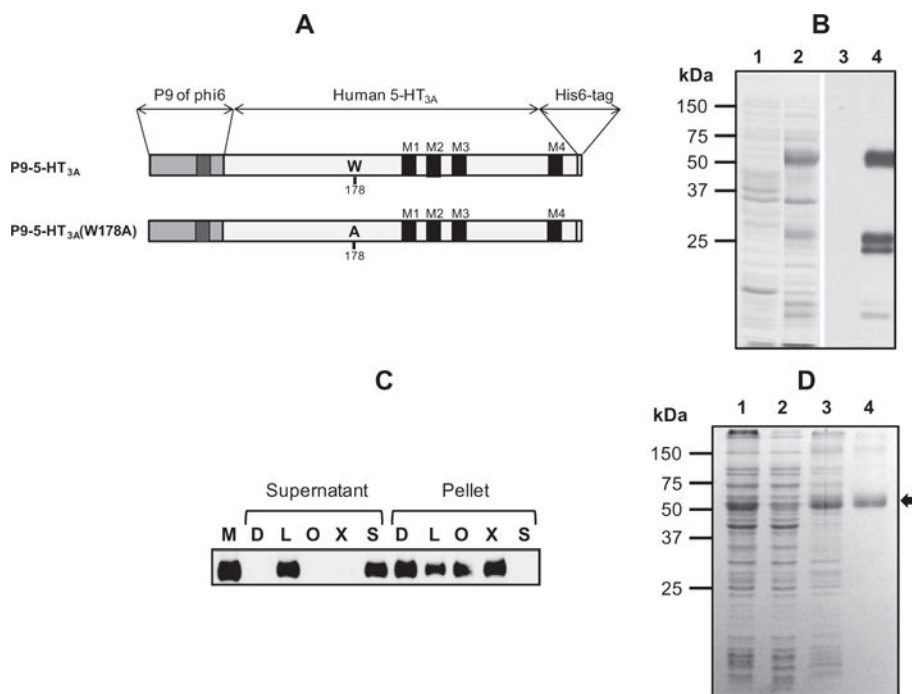 A
P9 of phi6
Human 5-HT3A
His6-tag
P9-5-HT3A
W
178
M1 M2 M3
M4
P9-5-HT3A(W178A)
A
178
M1 M2 M3
M4
B
1 2 3 4
kDa
150
75
50
37
25
C
Supernatant
Pellet
M D L O X S D L O X S
D
kDa
1 2 3 4
150
75
50
37
25